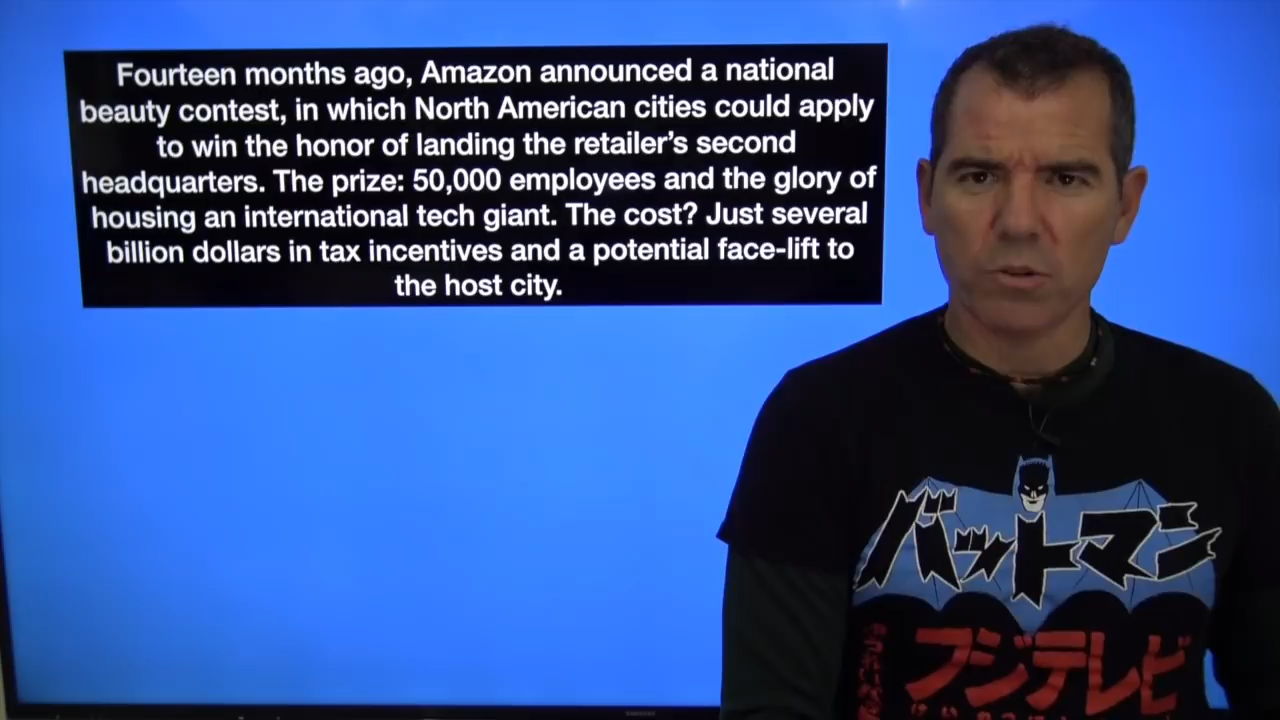 Fourteen months ago, Amazon announced a national
beauty contest, in which North American cities could apply
to win the honor of landing the retailer's second
headquarters. The prize: 50,000 employees and the glory of
housing an international tech giant. The cost? Just several
billion dollars in tax incentives and a potential face-lift to
the host city.
バットマン
フジテレビ